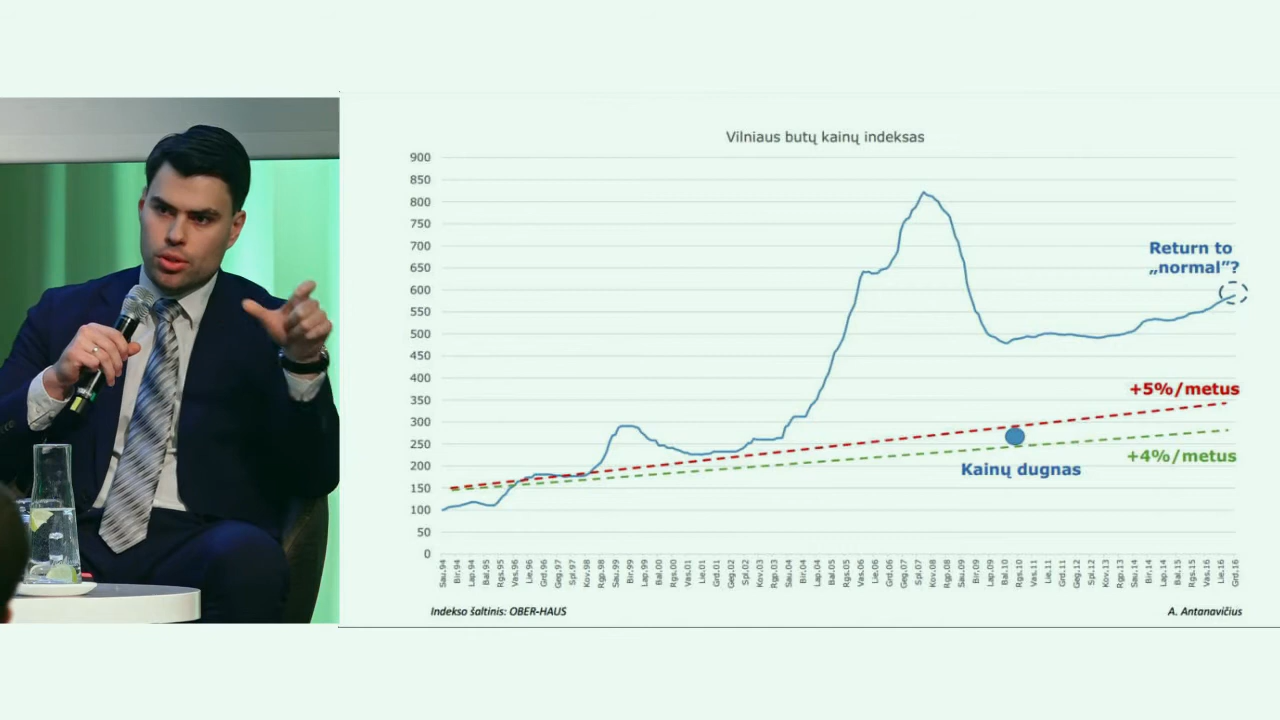 Vilniaus butų kainų indeksas
900
850
800
750
700
650
600
550
500
450
400
350
300
250
200
150
100
50
0
Return to
„normal"?
+5%/metus
+4%/metus
Kainų dugnas
Sau.94
Bir.94
Lap.94
Bal.95
Rgs.95
Vas.96
Lie.96
Grd.96
Geg.97
Spl.97
Kov.98
Rgp.98
Sau.99
Bir.99
Lap.99
Bal.00
Rgs.00
Vas.01
Lie.01
Grd.01
Geg.02
Spl.02
Kov.03
Rgp.03
Sau.04
Bir.04
Lap.04
Bal.05
Rgs.05
Vas.06
Lie.06
Grd.06
Geg.07
Spl.07
Kov.08
Rgp.08
Sau.09
Bir.09
Lap.09
Bal.10
Rgs.10
Vas.11
Lie.11
Grd.11
Geg.12
Spl.12
Kov.13
Rgp.13
Sau.14
Bir.14
Lap.14
Bal.15
Rgs.15
Vas.16
Lie.16
Grd.16
Indekso šaltinis: OBER-HAUS
A. Antanavičius